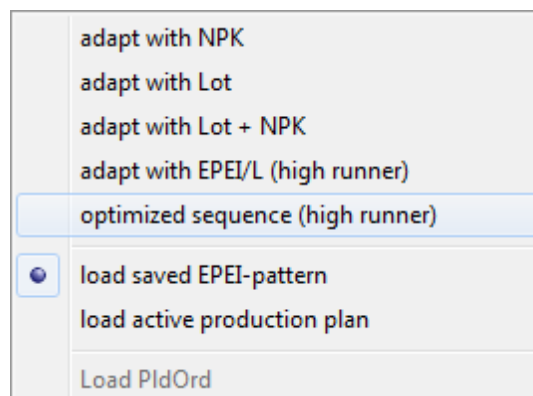 adapt with NPK
adapt with Lot
adapt with Lot + NPK
adapt with EPEI/L (high runner)
optimized sequence (high runner)
load saved EPEI-pattern
load active production plan
Load PldOrd